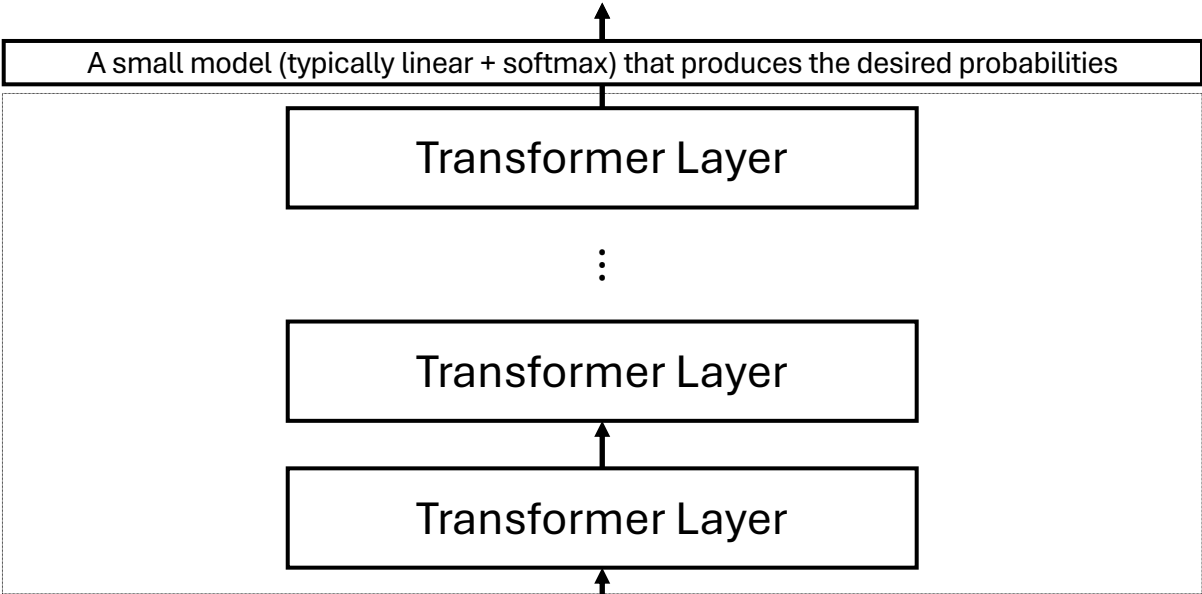 A small model (typically linear + softmax) that produces the desired probabilities
Transformer Layer
Transformer Layer
Transformer Layer